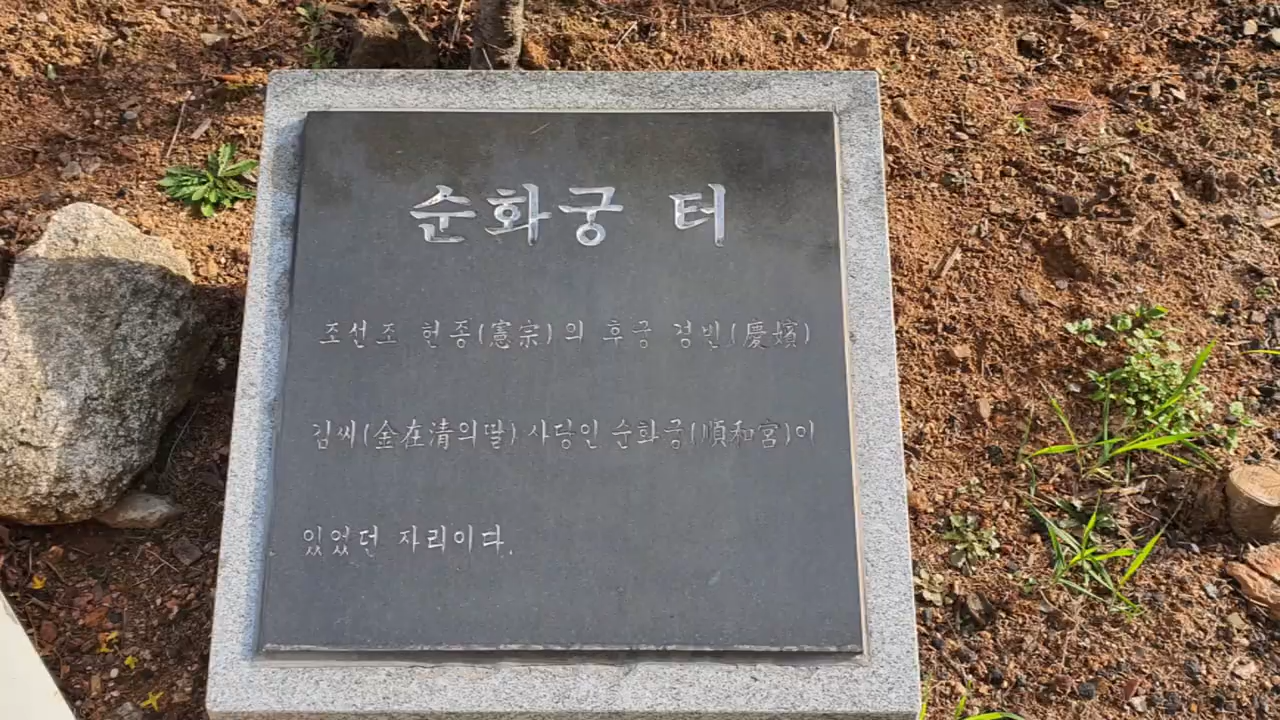 순화궁 터
조선조 헌종(憲宗)의 후궁 경빈(慶嬪)
김씨(金在清의딸) 사당인 순화궁(順和宮)이
있었던 자리이다.